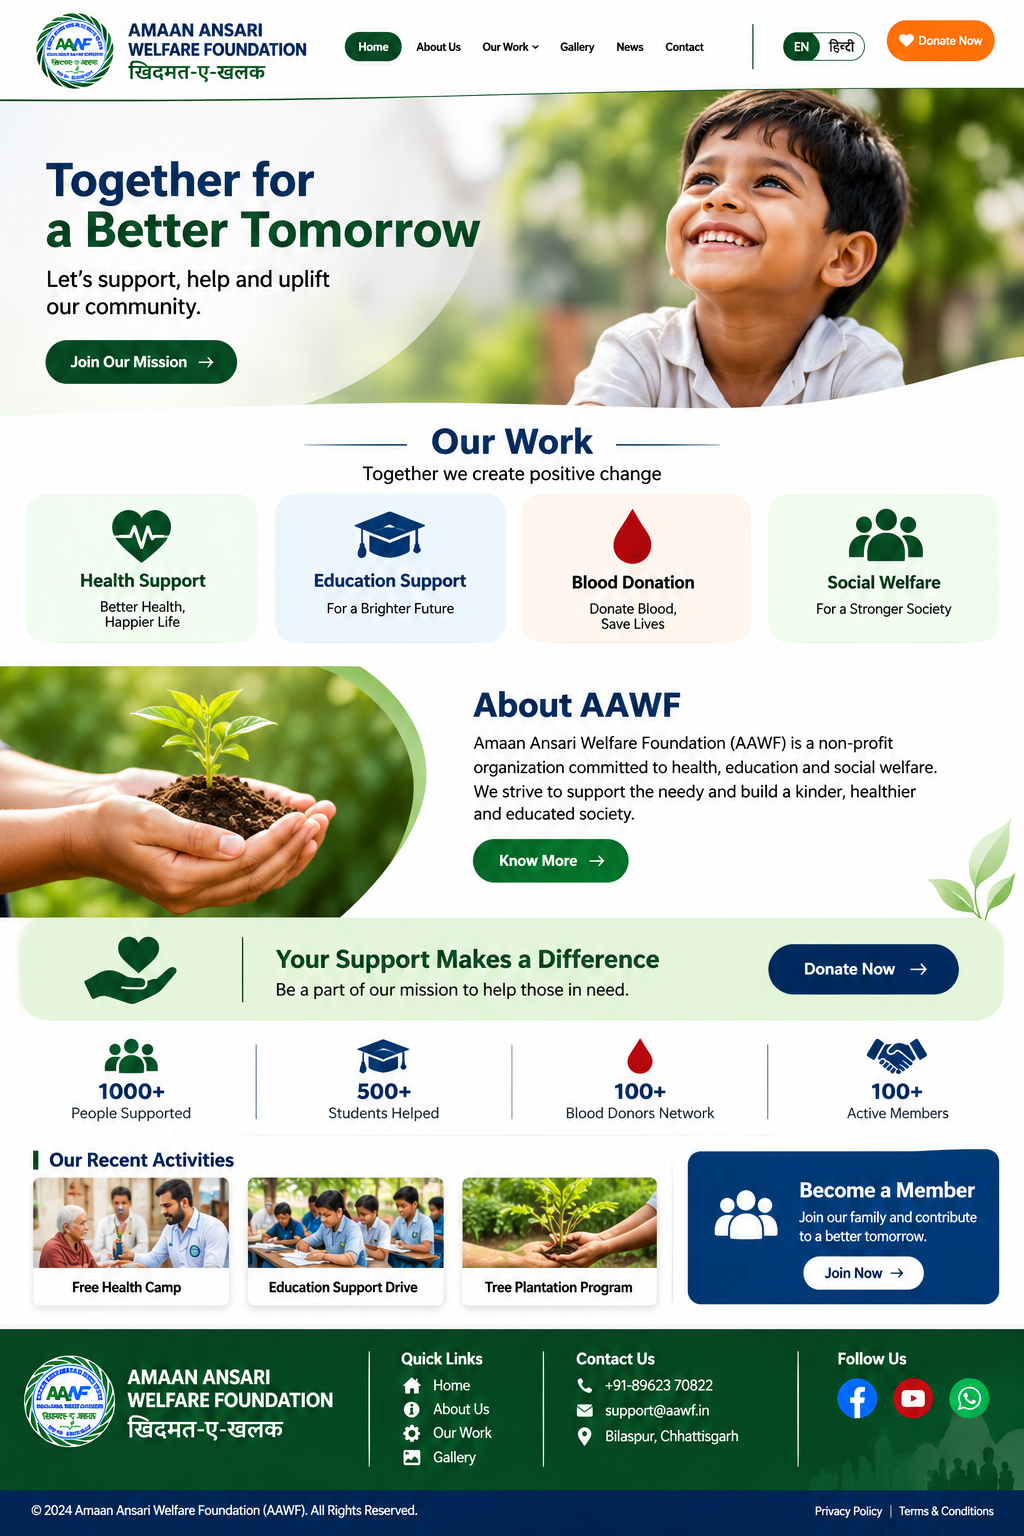 AAWF
AMAAN ANSARI
WELFARE FOUNDATION
खिदमत-ए-खलक
Home
About Us
Our Work
Gallery
News
Contact
EN
हिन्दी
Donate Now
Together for
a Better Tomorrow
Let's support, help and uplift
our community.
Join Our Mission
Our Work
Together we create positive change
Health Support
Better Health,
Happier Life
Education Support
For a Brighter Future
Blood Donation
Donate Blood,
Save Lives
Social Welfare
For a Stronger Society
About AAWF
Amaan Ansari Welfare Foundation (AAWF) is a non-profit
organization committed to health, education and social welfare.
We strive to support the needy and build a kinder, healthier
and educated society.
Know More
Your Support Makes a Difference
Be a part of our mission to help those in need.
Donate Now
1000+
People Supported
500+
Students Helped
100+
Blood Donors Network
100+
Active Members
Our Recent Activities
Free Health Camp
Education Support Drive
Tree Plantation Program
Become a Member
Join our family and contribute
to a better tomorrow.
Join Now
AAWF
AMAAN ANSARI
WELFARE FOUNDATION
खिदमत-ए-खलक
Quick Links
Home
About Us
Our Work
Gallery
Contact Us
+91-89623 70822
support@aawf.in
Bilaspur, Chhattisgarh
Follow Us
© 2024 Amaan Ansari Welfare Foundation (AAWF). All Rights Reserved.
Privacy Policy | Terms & Conditions